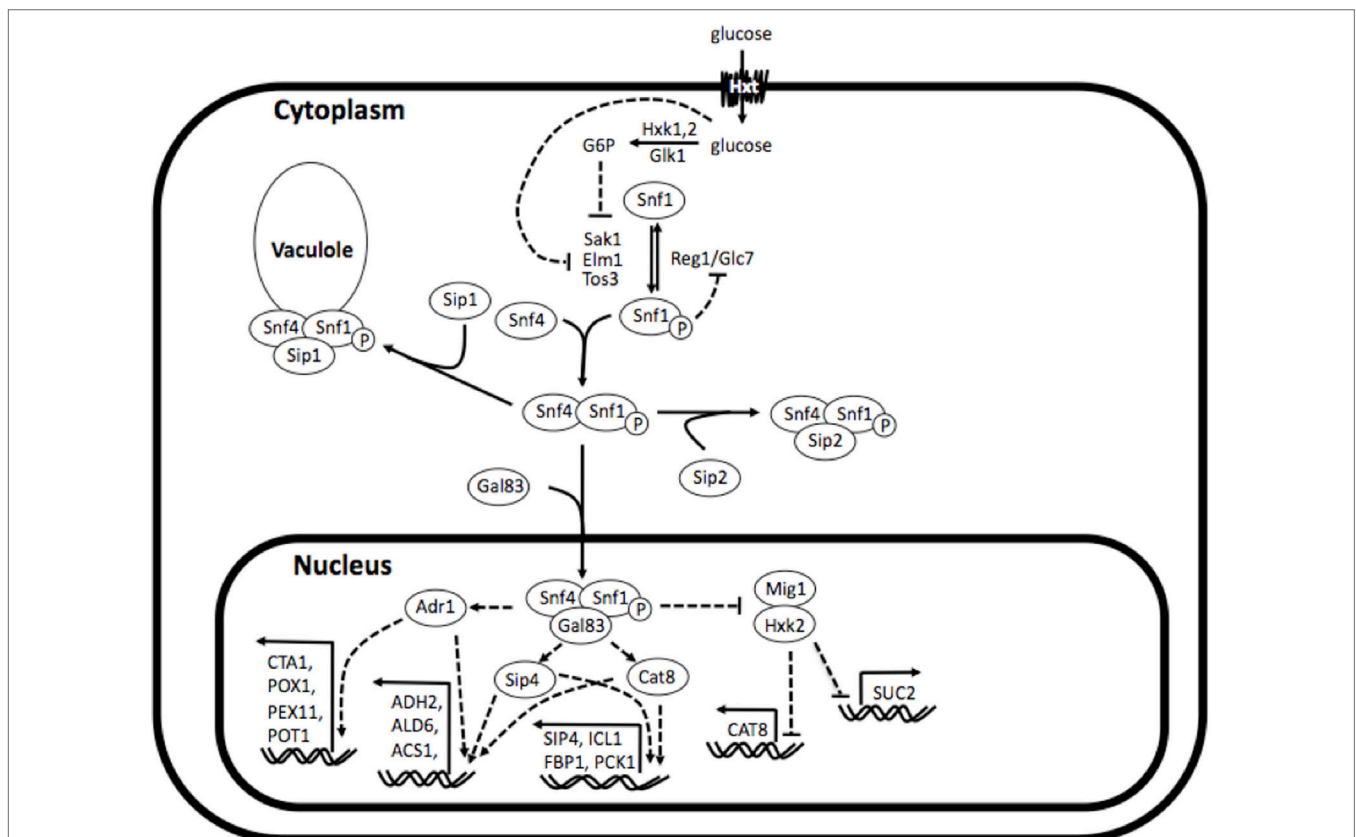 glucose
Hxt
Cytoplasm
Hxk1,2
G6P
glucose
Glk1
Snf1
Sak1
Elm1
Tos3
Reg1/Glc7
Vaculole
Sip1
Snf4
Snf1
P
Snf4
Snf1
P
Sip1
Snf4
Snf1
P
Snf4
Snf1
P
Sip2
Sip2
Gal83
Nucleus
Snf4
Snf1
P
Gal83
Adr1
Mig1
Hxk2
Sip4
Cat8
CTA1,
POX1,
PEX11,
POT1
ADH2,
ALD6,
ACS1,
SIP4, ICL1
FBP1, PCK1
CAT8
SUC2